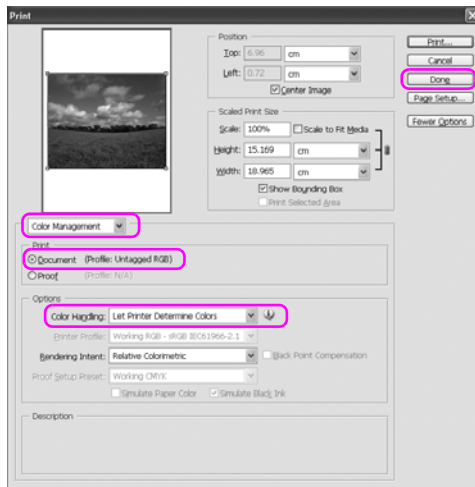 Print
Position
Top: 6.96 cm
Left: 0.72 cm
Center Image
Scaled Print Size
Scale: 100% Scale to Fit Media
Height: 15.169 cm
Width: 18.965 cm
Show Bounding Box
Print Selected Area
Print...
Cancel
Done
Page Setup...
Fewer Options
Color Management
Print
Document (Profile: Untagged RGB)
Proof (Profile: N/A)
Options
Color Handling: Let Printer Determine Colors
Printer Profile: Working RGB - sRGB IEC61966-2.1
Rendering Intent: Relative Colorimetric Black Point Compensation
Proof Setup Preset: Working CMYK
Simulate Paper Color Simulate Black Ink
Description